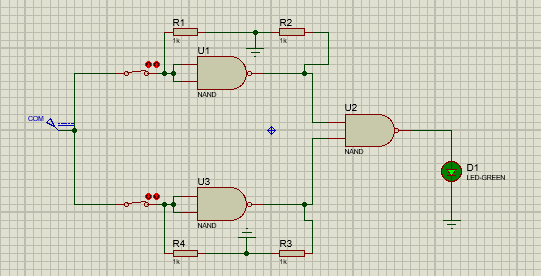 R1
1k
R2
1k
U1
NAND
COM
U2
NAND
D1
LED-GREEN
U3
NAND
R4
1k
R3
1k